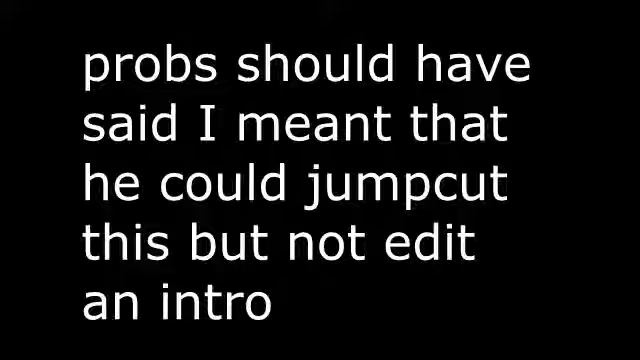 probs should have
said I meant that
he could jumpcut
this but not edit
an intro